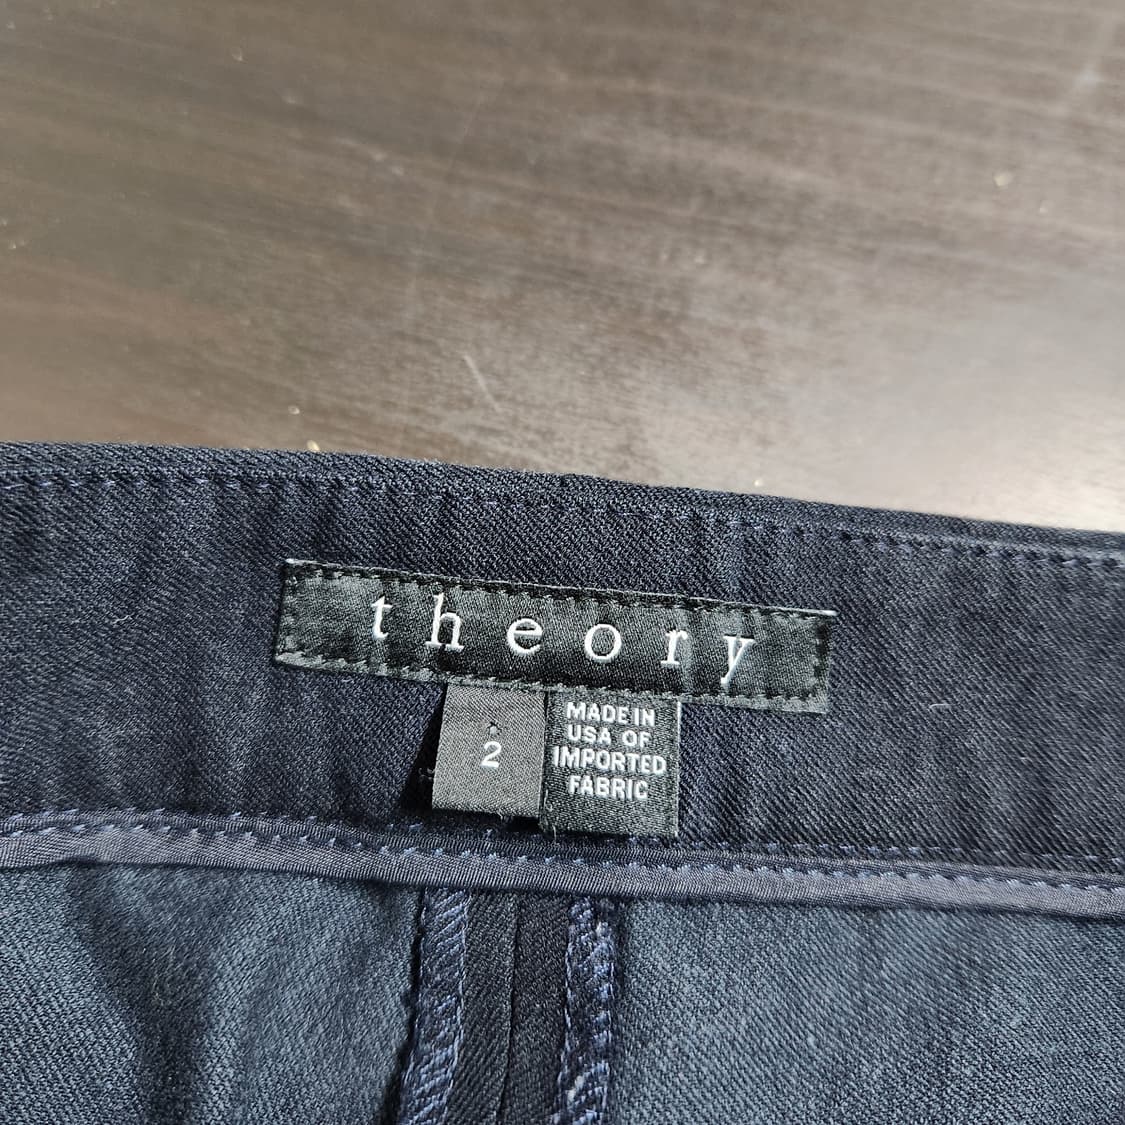 theory
2
MADE IN
USA OF
IMPORTED
FABRIC